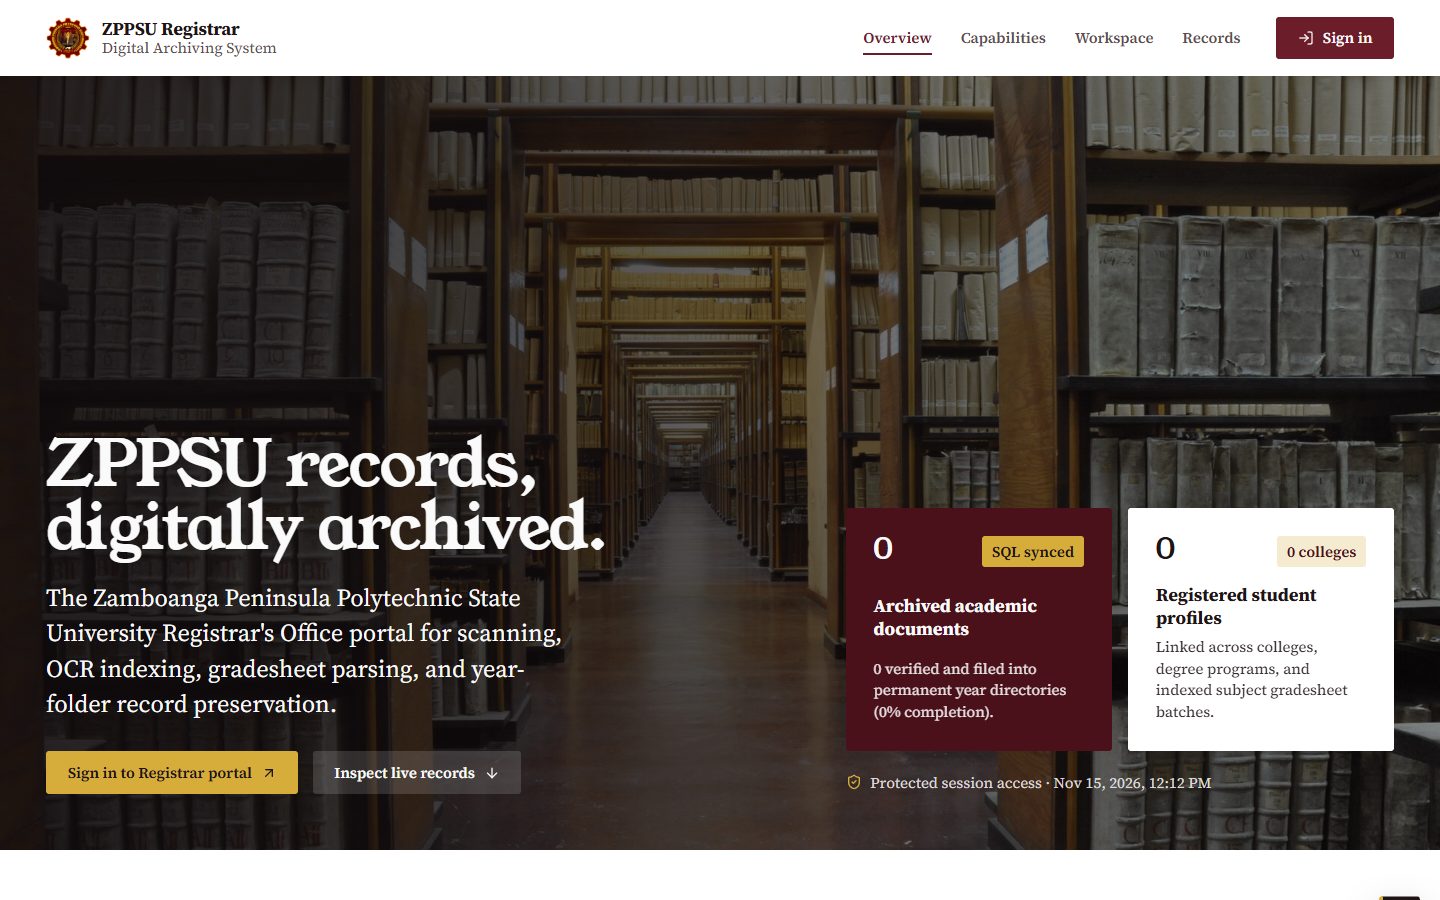 ZPPSU Registrar
Digital Archiving System
Overview
Capabilities
Workspace
Records
Sign in
ZPPSU records,
digitally archived.
The Zamboanga Peninsula Polytechnic State
University Registrar's Office portal for scanning,
OCR indexing, gradesheet parsing, and year-
folder record preservation.
Sign in to Registrar portal
Inspect live records
0
SQL synced
Archived academic
documents
0 verified and filed into
permanent year directories
(0% completion).
0
0 colleges
Registered student
profiles
Linked across colleges,
degree programs, and
indexed subject gradesheet
batches.
Protected session access · Nov 15, 2026, 12:12 PM